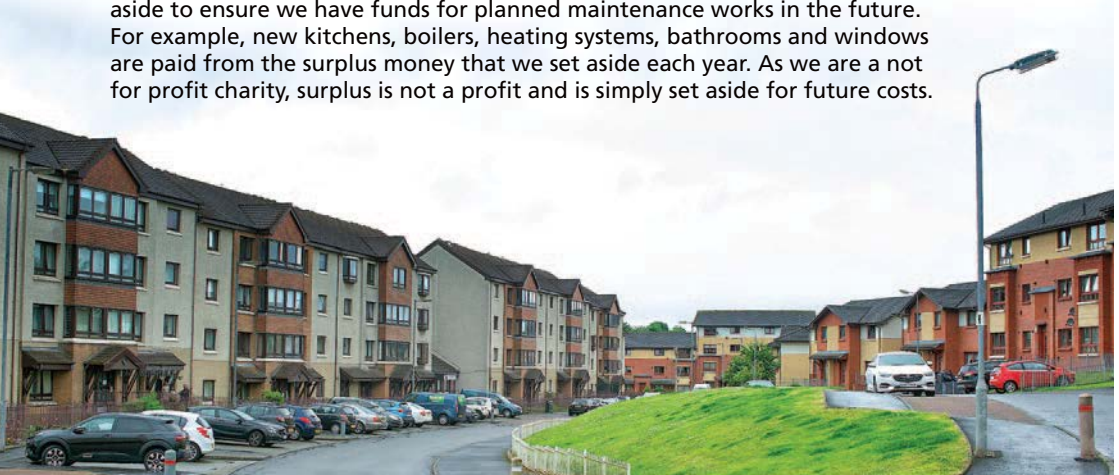 aside to ensure we have funds for planned maintenance works in the future.
For example, new kitchens, boilers, heating systems, bathrooms and windows
are paid from the surplus money that we set aside each year. As we are a not
for profit charity, surplus is not a profit and is simply set aside for future costs.